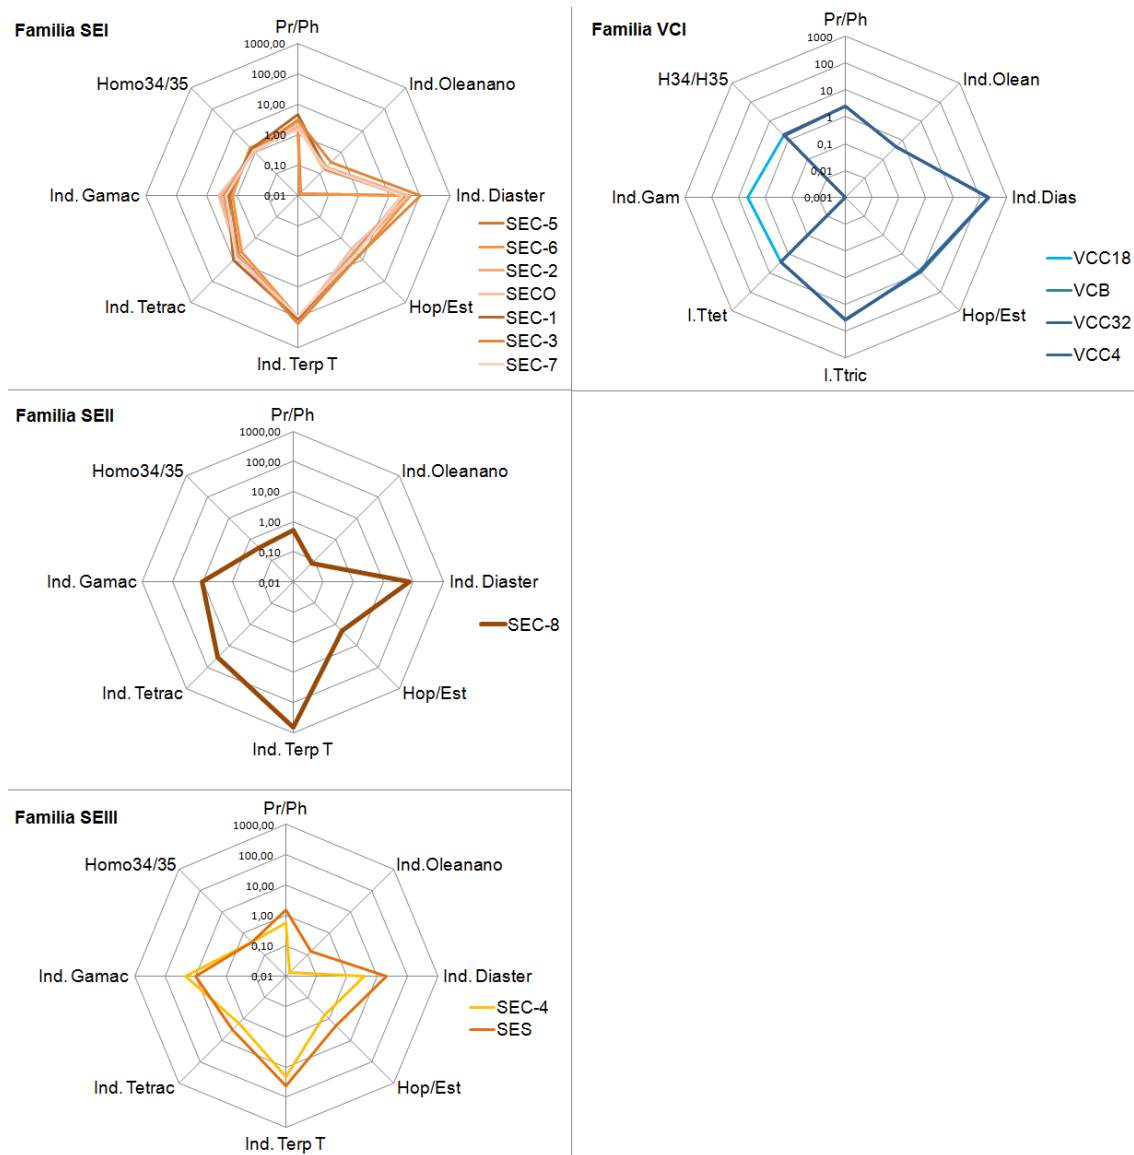 Familia SEI
Pr/Ph
1000,00
100,00
10,00
1,00
0,10
0,01
Homo34/35
Ind.Oleanano
Ind. Gamac
Ind. Diaster
Ind. Tetrac
Hop/Est
Ind. Terp T
SEC-5
SEC-6
SEC-2
SECO
SEC-1
SEC-3
SEC-7
Familia VCI
Pr/Ph
1000
100
10
1
0,1
0,01
0,001
H34/H35
Ind.Olean
Ind.Gam
Ind.Dias
I.Ttet
Hop/Est
I.Ttric
VCC18
VCB
VCC32
VCC4
Familia SEII
Pr/Ph
1000,00
100,00
10,00
1,00
0,10
0,01
Homo34/35
Ind.Oleanano
Ind. Gamac
Ind. Diaster
Ind. Tetrac
Hop/Est
Ind. Terp T
SEC-8
Familia SEIII
Pr/Ph
1000,00
100,00
10,00
1,00
0,10
0,01
Homo34/35
Ind.Oleanano
Ind. Gamac
Ind. Diaster
Ind. Tetrac
Hop/Est
Ind. Terp T
SEC-4
SES